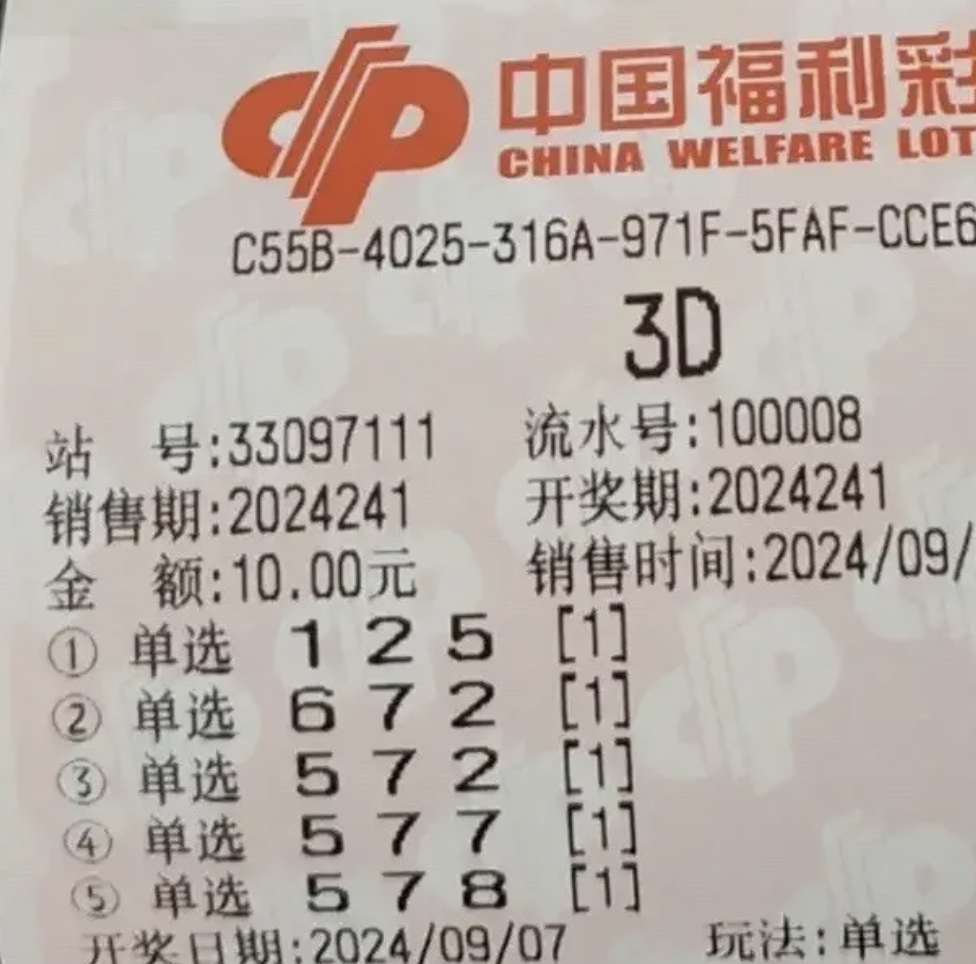 中国福利彩
CHINA WELFARE LOT
C55B-4025-316A-971F-5FAF-CCE6
3D
站 号:33097111 流水号:100008
销售期:2024241 开奖期:2024241
金 额:10.00元 销售时间:2024/09/
① 单选 1 2 5 [1]
② 单选 6 7 2 [1]
③ 单选 5 7 2 [1]
④ 单选 5 7 7 [1]
⑤ 单选 5 7 8 [1]
开奖日期:2024/09/07 玩法:单选